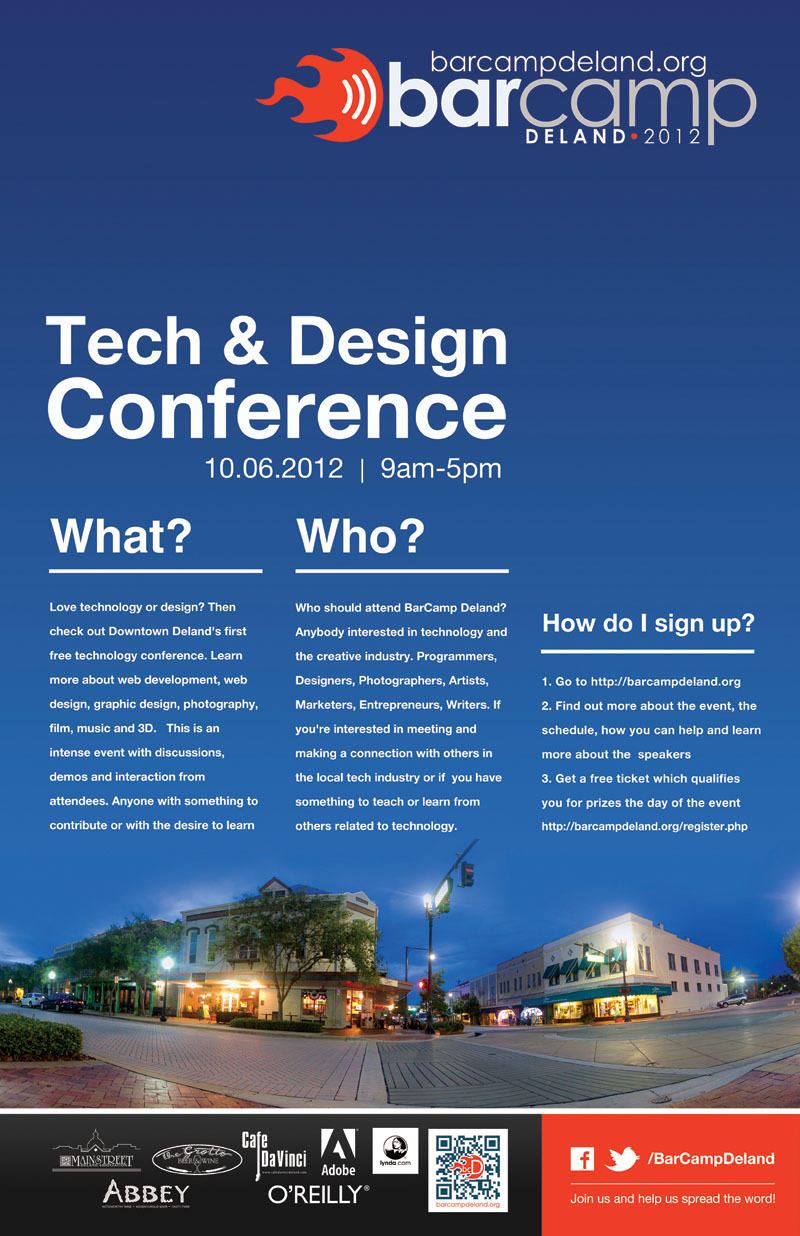 barcampdeland.org
barcamp
DELAND • 2012
Tech & Design
Conference
10.06.2012 | 9am-5pm
What?
Love technology or design? Then
check out Downtown Deland's first
free technology conference. Learn
more about web development, web
design, graphic design, photography,
film, music and 3D. This is an
intense event with discussions,
demos and interaction from
attendees. Anyone with something to
contribute or with the desire to learn
Who?
Who should attend BarCamp Deland?
Anybody interested in technology and
the creative industry. Programmers,
Designers, Photographers, Artists,
Marketers, Entrepreneurs, Writers. If
you're interested in meeting and
making a connection with others in
the local tech industry or if you have
something to teach or learn from
others related to technology.
How do I sign up?
1. Go to http://barcampdeland.org
2. Find out more about the event, the
schedule, how you can help and learn
more about the speakers
3. Get a free ticket which qualifies
you for prizes the day of the event
http://barcampdeland.org/register.php
MAINSTREET
The Grotto
BEER & WINE
Cafe
DaVinci
Adobe
lynda.com
bcD
barcampdeland.org
ABBEY
O'REILLY®
/BarCampDeland
Join us and help us spread the word!